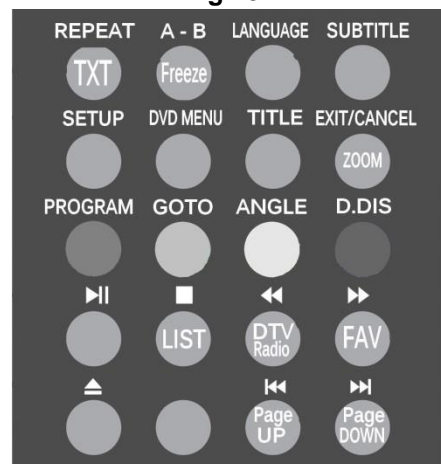 REPEAT A - B LANGUAGE SUBTITLE
TXT Freeze
SETUP DVD MENU TITLE EXIT/CANCEL
ZOOM
PROGRAM GOTO ANGLE D.DIS
LIST DTV Radio FAV
Page UP Page DOWN